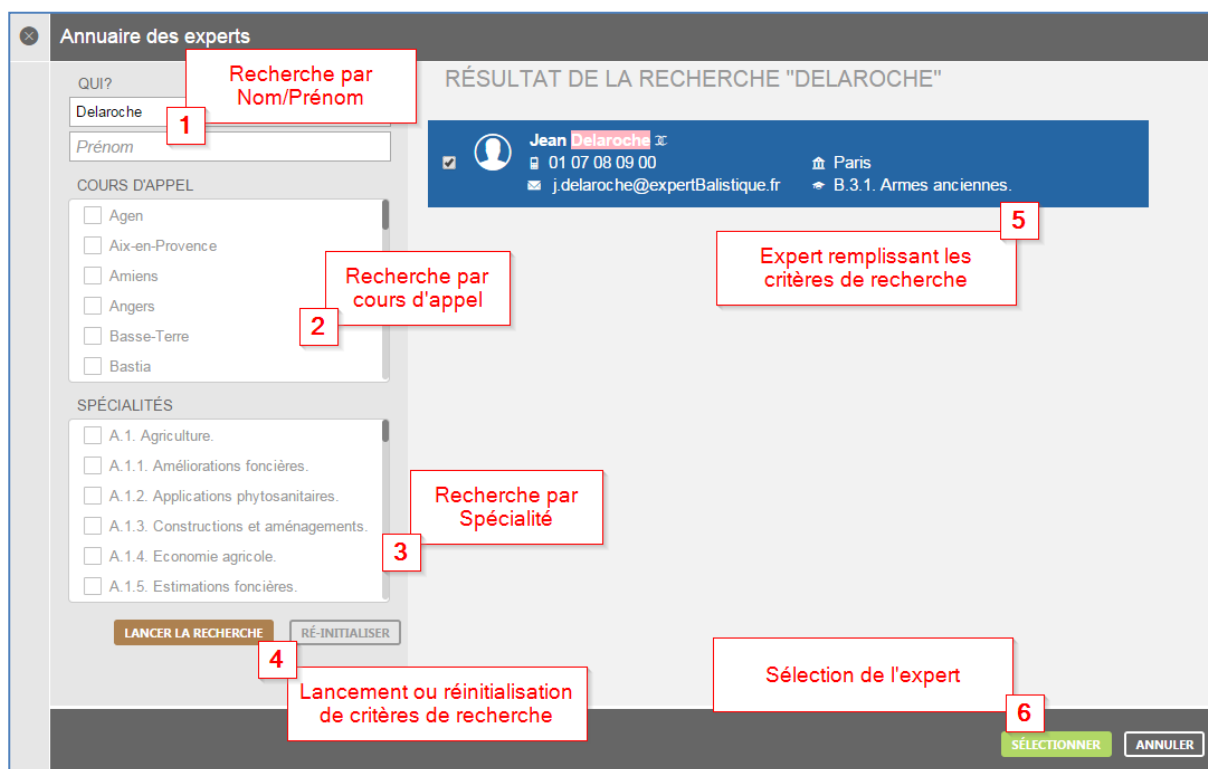 Annuaire des experts
QUI?
Delaroche
Prénom
Recherche par
Nom/Prénom
1
COURS D'APPEL
Agen
Aix-en-Provence
Amiens
Angers
Basse-Terre
Bastia
Recherche par
cours d'appel
2
SPÉCIALITÉS
A.1. Agriculture.
A.1.1. Améliorations foncières.
A.1.2. Applications phytosanitaires.
A.1.3. Constructions et aménagements.
A.1.4. Economie agricole.
A.1.5. Estimations foncières.
Recherche par
Spécialité
3
LANCER LA RECHERCHE
RÉ-INITIALISER
4
Lancement ou réinitialisation
de critères de recherche
RÉSULTAT DE LA RECHERCHE "DELAROCHE"
Jean Delaroche
01 07 08 09 00
Paris
j.delaroche@expertBalistique.fr
B.3.1. Armes anciennes.
5
Expert remplissant les
critères de recherche
Sélection de l'expert
6
SÉLECTIONNER
ANNULER